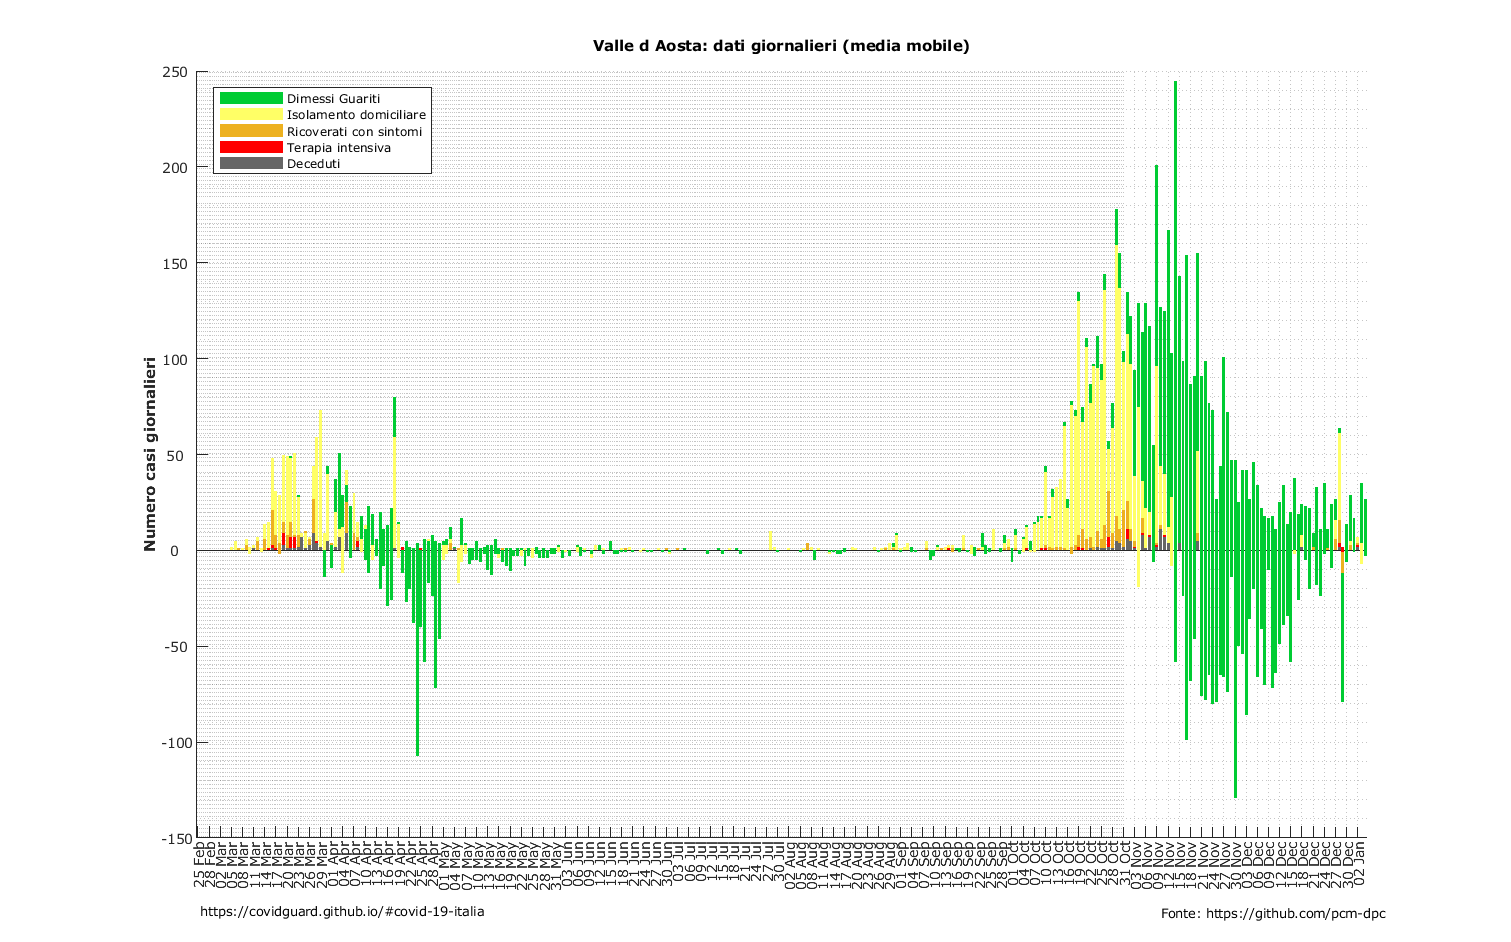 Valle d Aosta: dati giornalieri (media mobile)
Dimessi Guariti
Isolamento domiciliare
Ricoverati con sintomi
Terapia intensiva
Deceduti
Numero casi giornalieri
250
200
150
100
50
0
-50
-100
-150
25 Feb
28 Feb
02 Mar
05 Mar
08 Mar
11 Mar
14 Mar
17 Mar
20 Mar
23 Mar
26 Mar
29 Mar
01 Apr
04 Apr
07 Apr
10 Apr
13 Apr
16 Apr
19 Apr
22 Apr
25 Apr
28 Apr
01 May
04 May
07 May
10 May
13 May
16 May
19 May
22 May
25 May
28 May
31 May
03 Jun
06 Jun
09 Jun
12 Jun
15 Jun
18 Jun
21 Jun
24 Jun
27 Jun
30 Jun
03 Jul
06 Jul
09 Jul
12 Jul
15 Jul
18 Jul
21 Jul
24 Jul
27 Jul
30 Jul
02 Aug
05 Aug
08 Aug
11 Aug
14 Aug
17 Aug
20 Aug
23 Aug
26 Aug
29 Aug
01 Sep
04 Sep
07 Sep
10 Sep
13 Sep
16 Sep
19 Sep
22 Sep
25 Sep
28 Sep
01 Oct
04 Oct
07 Oct
10 Oct
13 Oct
16 Oct
19 Oct
22 Oct
25 Oct
28 Oct
31 Oct
03 Nov
06 Nov
09 Nov
12 Nov
15 Nov
18 Nov
21 Nov
24 Nov
27 Nov
30 Nov
03 Dec
06 Dec
09 Dec
12 Dec
15 Dec
18 Dec
21 Dec
24 Dec
27 Dec
30 Dec
02 Jan
https://covidguard.github.io/#covid-19-italia
Fonte: https://github.com/pcm-dpc